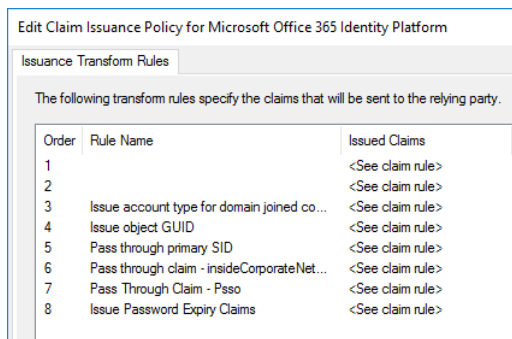 Edit Claim Issuance Policy for Microsoft Office 365 Identity Platform
Issuance Transform Rules
The following transform rules specify the claims that will be sent to the relying party.
Order Rule Name Issued Claims
1 <See claim rule>
2 <See claim rule>
3 Issue account type for domain joined co... <See claim rule>
4 Issue object GUID <See claim rule>
5 Pass through primary SID <See claim rule>
6 Pass through claim - insideCorporateNet... <See claim rule>
7 Pass Through Claim - Psso <See claim rule>
8 Issue Password Expiry Claims <See claim rule>